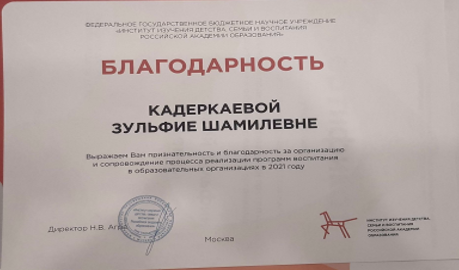 ФЕДЕРАЛЬНОЕ ГОСУДАРСТВЕННОЕ БЮДЖЕТНОЕ НАУЧНОЕ УЧРЕЖДЕНИЕ
«ИНСТИТУТ ИЗУЧЕНИЯ ДЕТСТВА, СЕМЬИ И ВОСПИТАНИЯ
РОССИЙСКОЙ АКАДЕМИИ ОБРАЗОВАНИЯ»
БЛАГОДАРНОСТЬ
КАДЕРКАЕВОЙ
ЗУЛЬФИЕ ШАМИЛЕВНЕ
Выражаем Вам признательность и благодарность за организацию
и сопровождение процесса реализации программ воспитания
в образовательных организациях в 2021 году
Директор Н.В.
Москва
ИНСТИТУТ ИЗУЧЕНИЯ ДЕТСТВА,
СЕМЬИ И ВОСПИТАНИЯ
РОССИЙСКОЙ АКАДЕМИИ
ОБРАЗОВАНИЯ